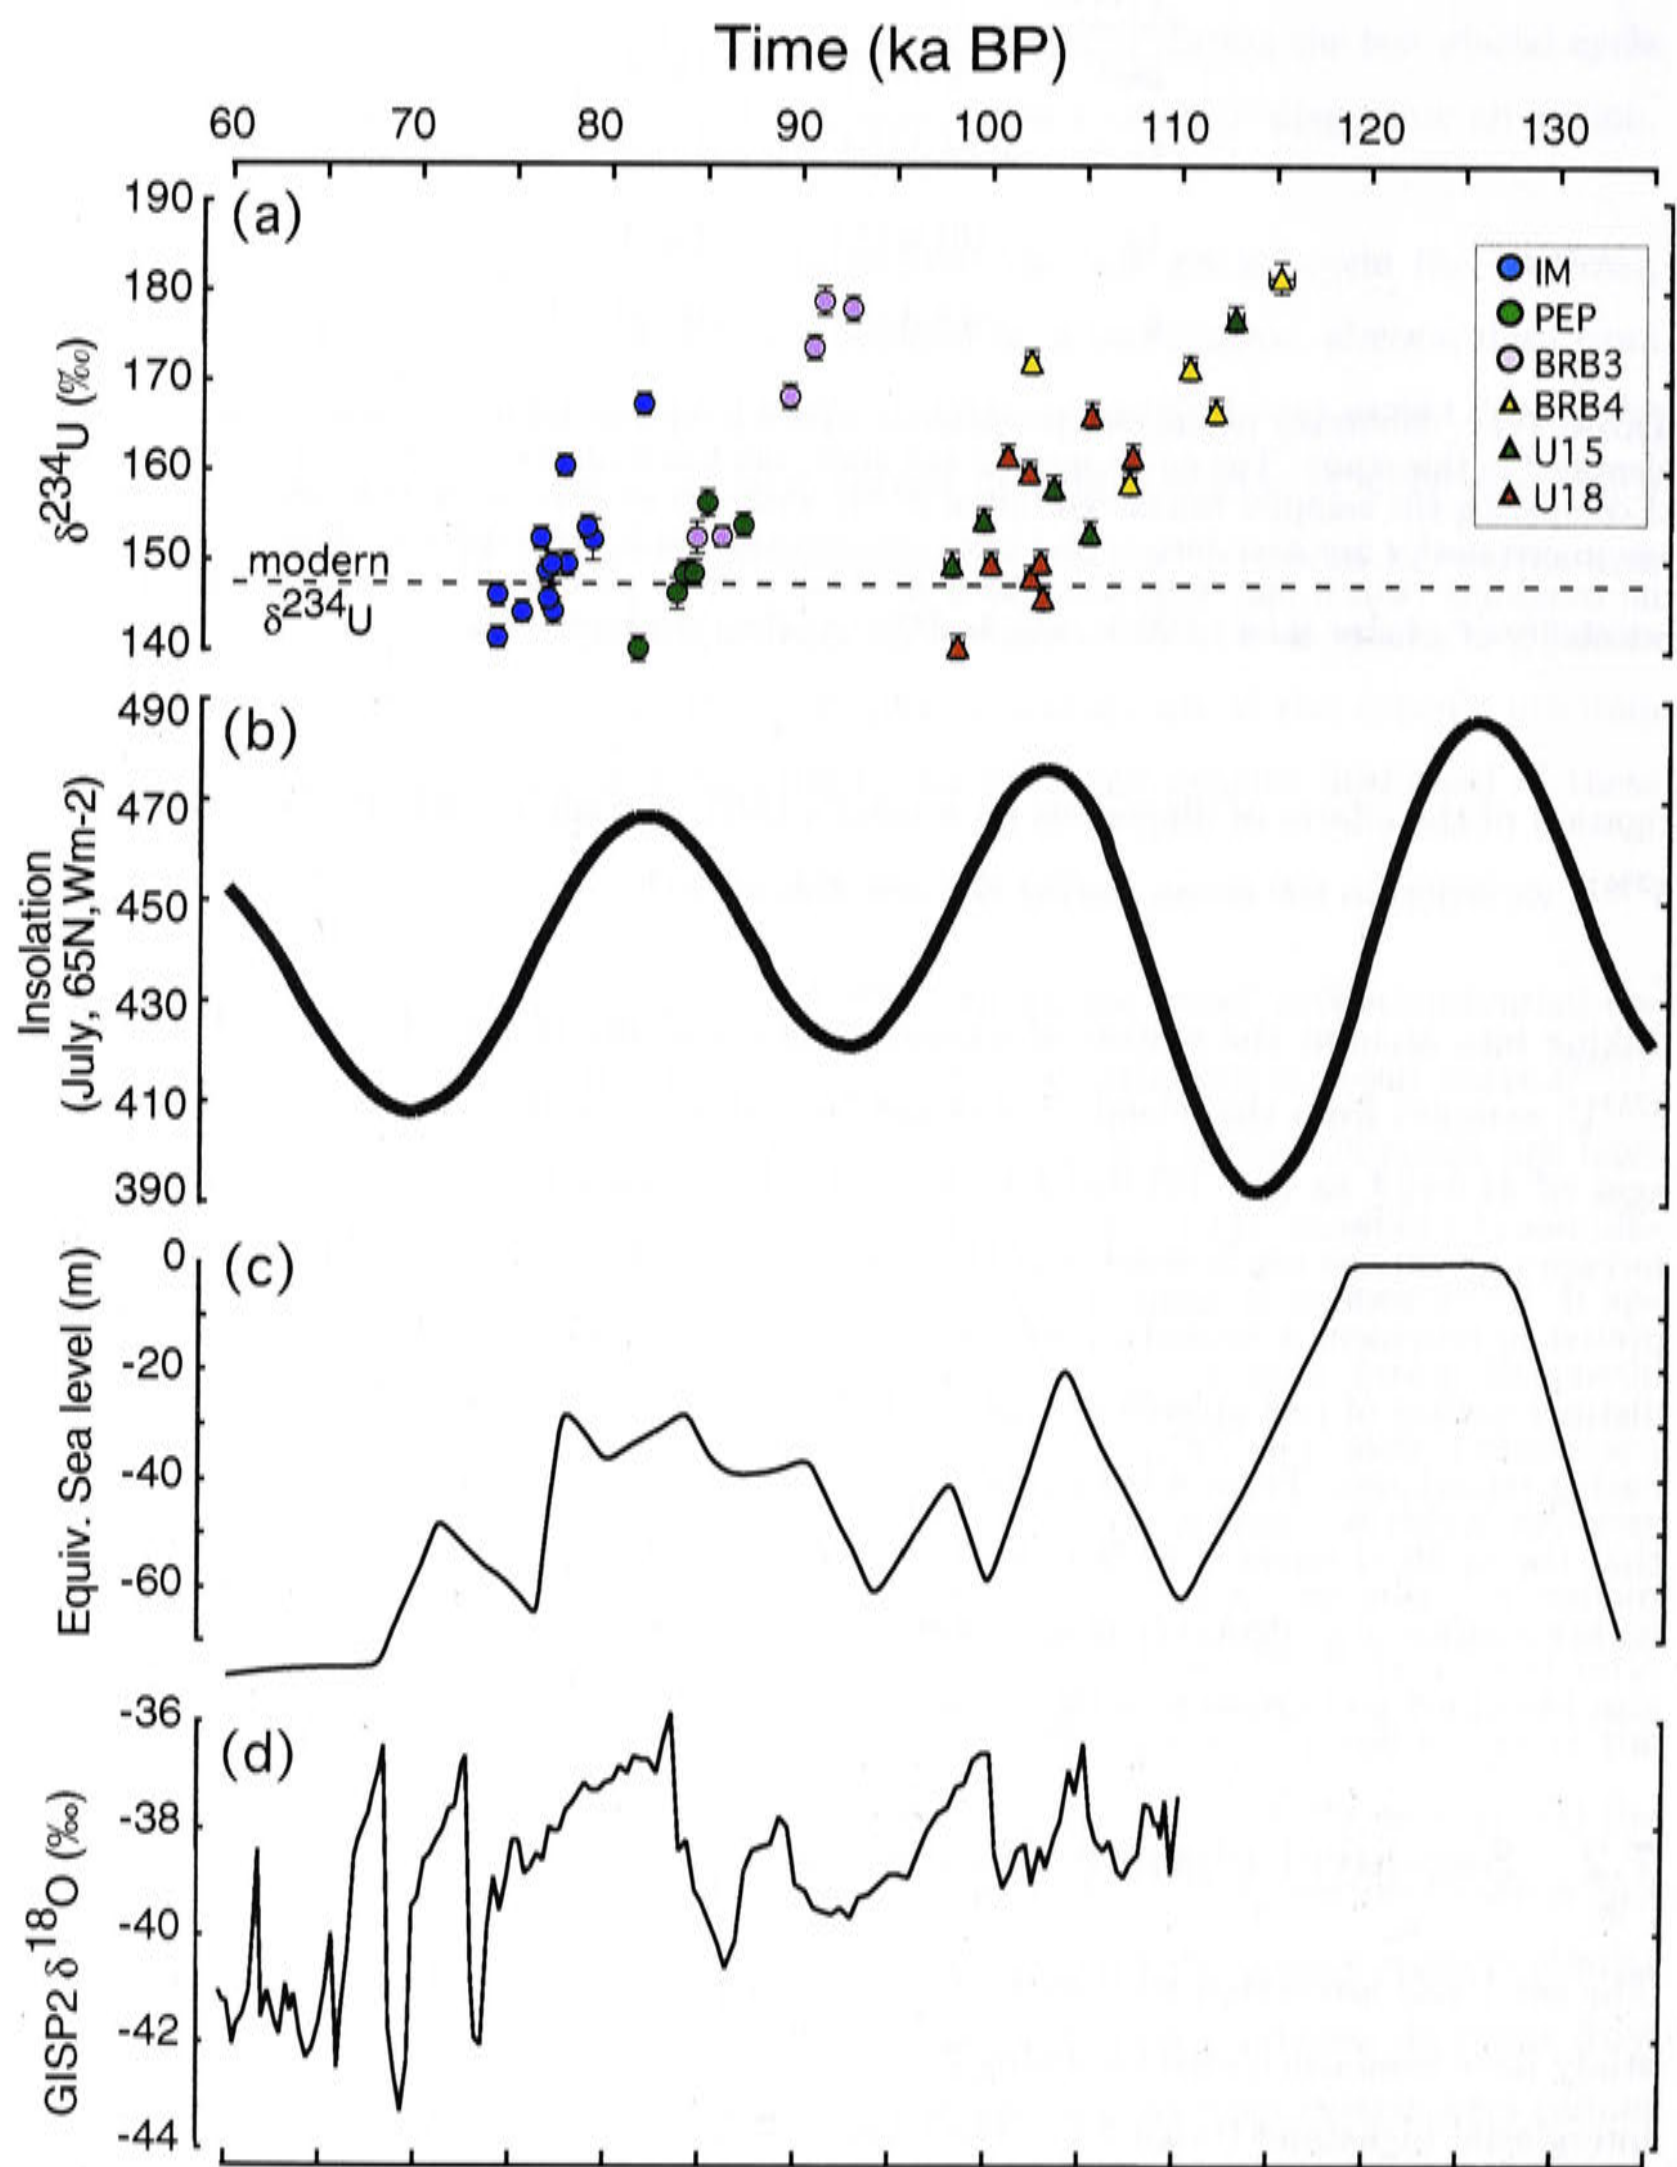 Time (ka BP)
60 70 80 90 100 110 120 130
(a)
190
180
170
160
150
140
δ²³⁴U (‰)
modern
δ²³⁴U
IM
PEP
BRB3
BRB4
U15
U18
(b)
490
470
450
430
410
390
Insolation
(July, 65N,Wm-2)
(c)
0
-20
-40
-60
Equiv. Sea level (m)
(d)
-36
-38
-40
-42
-44
GISP2 δ¹⁸O (‰)